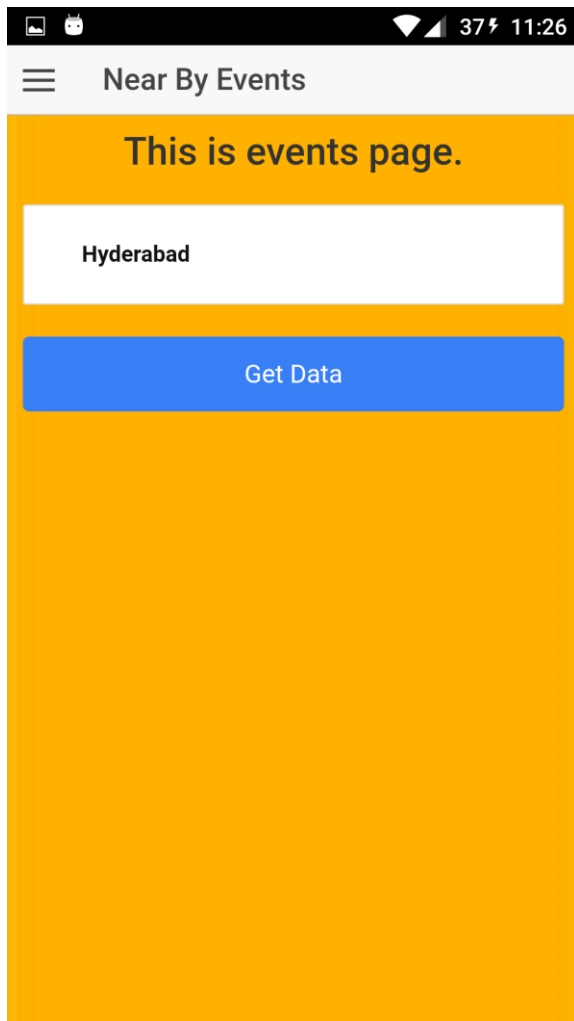 37 11:26
Near By Events
This is events page.
Hyderabad
Get Data